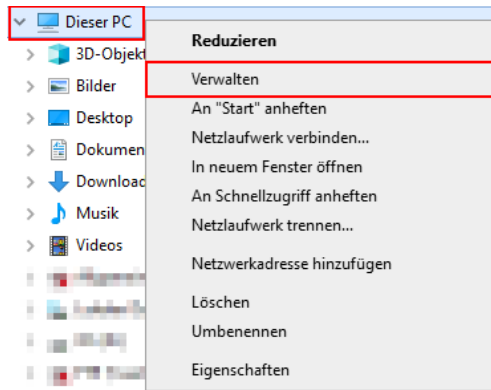 Dieser PC
3D-Objekt
Bilder
Desktop
Dokumen
Download
Musik
Videos
Reduzieren
Verwalten
An "Start" anheften
Netzlaufwerk verbinden...
In neuem Fenster öffnen
An Schnellzugriff anheften
Netzlaufwerk trennen...
Netzwerkadresse hinzufügen
Löschen
Umbenennen
Eigenschaften